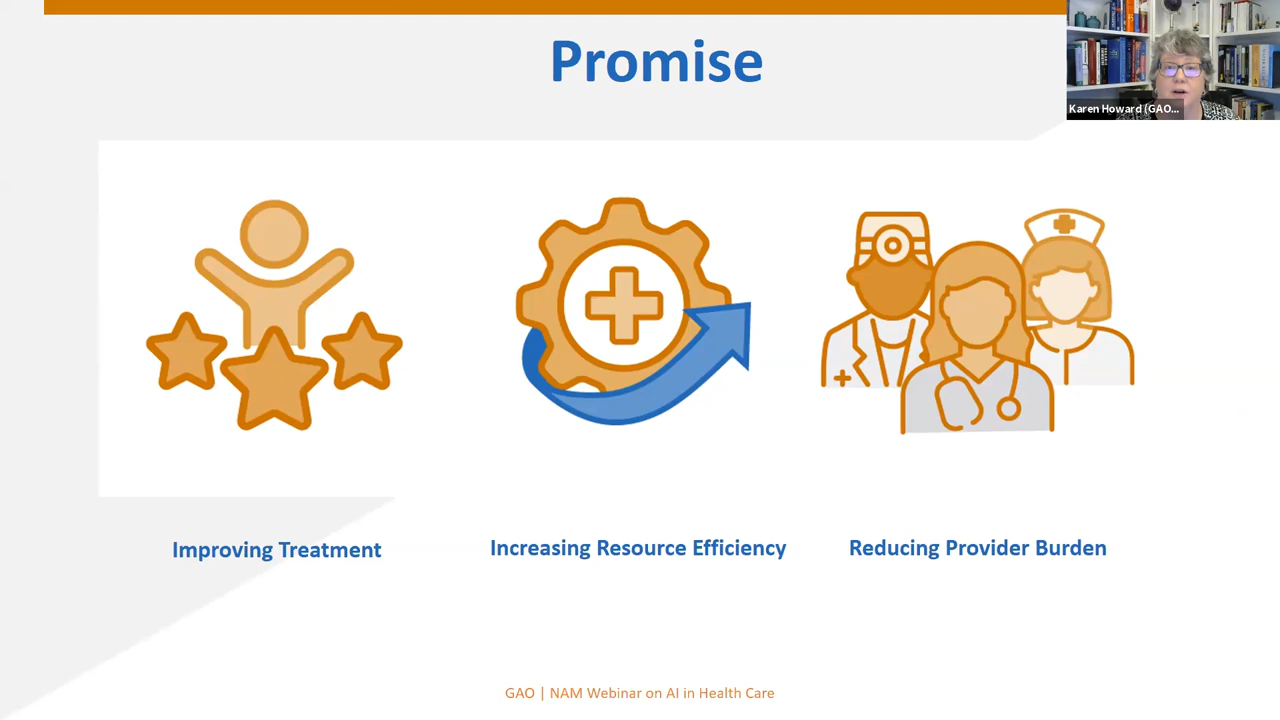 Promise
Karen Howard (GAO...
Improving Treatment
Increasing Resource Efficiency
Reducing Provider Burden
GAO | NAM Webinar on AI in Health Care